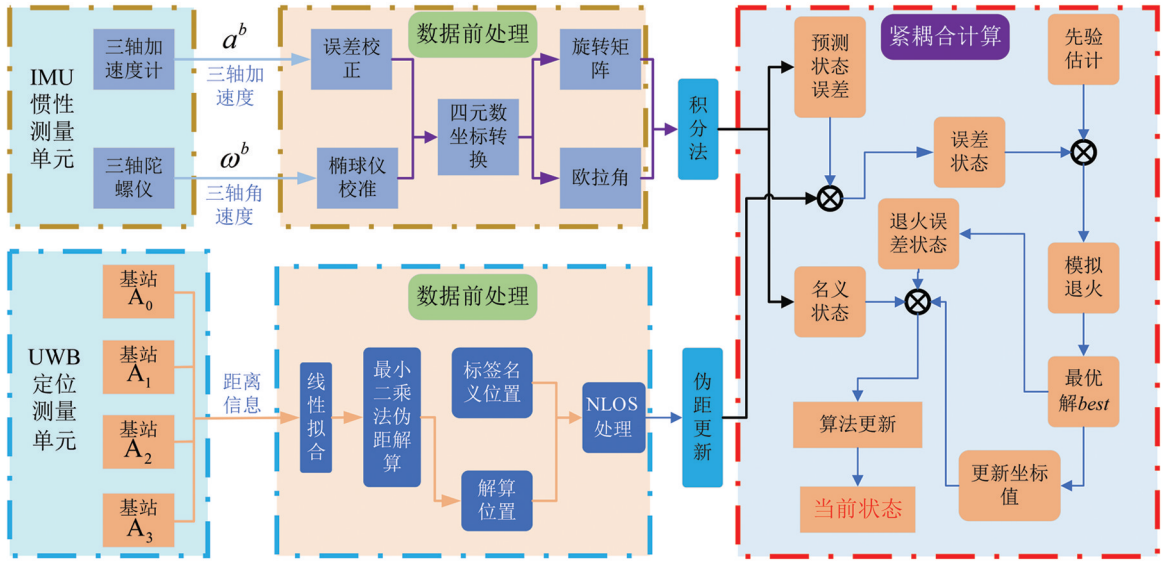 IMU
惯性
测量
单元
三轴加
速度计
三轴陀
螺仪
a^b
三轴加
速度
ω^b
三轴角
速度
数据前处理
误差校
正
椭球仪
校准
四元数
坐标转
换
旋转矩
阵
欧拉角
积
分
法
UWB
定位
测量
单元
基站
A₀
基站
A₁
基站
A₂
基站
A₃
距离
信息
数据前处理
线
性
拟
合
最小
二乘
法伪
距解
算
标签名
义位置
解算
位置
NLOS
处理
伪
距
更
新
紧耦合计算
预测
状态
误差
先验
估计
误差
状态
退火误
差状态
模拟
退火
名义
状态
最优
解best
算法更新
更新坐标
值
当前状态